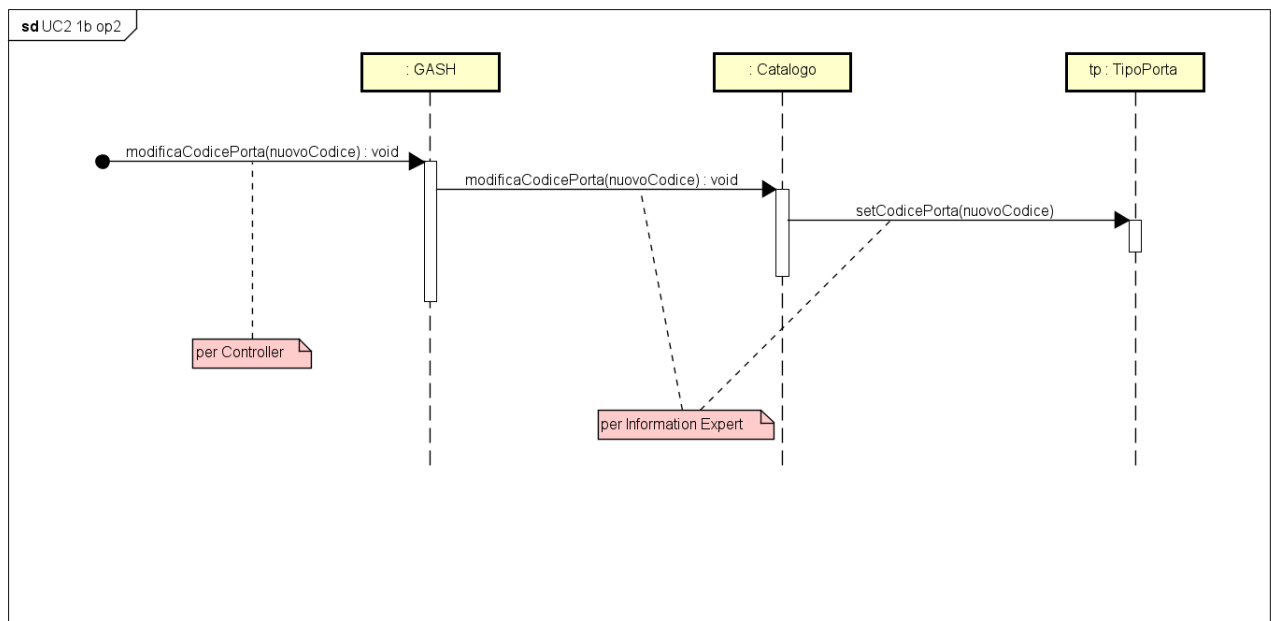 sd UC2 1b op2
: GASH
: Catalogo
tp : TipoPorta
modificaCodicePorta(nuovoCodice) : void
modificaCodicePorta(nuovoCodice) : void
setCodicePorta(nuovoCodice)
per Controller
per Information Expert